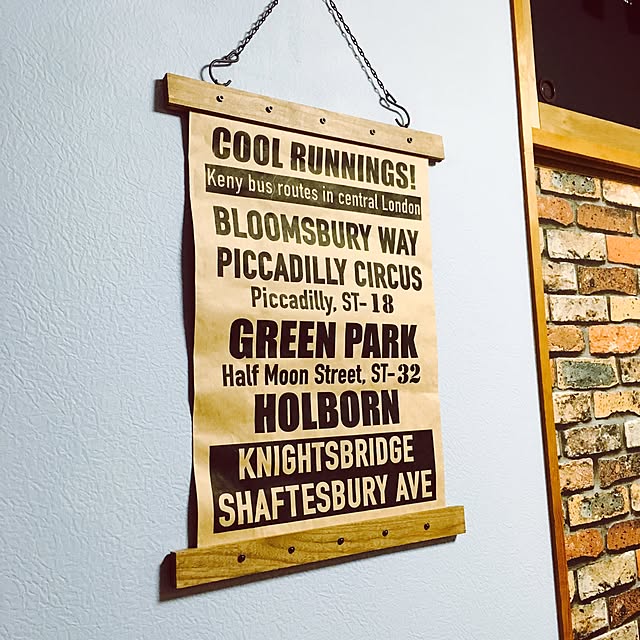 COOL RUNNINGS!
Keny bus routes in central London
BLOOMSBURY WAY
PICCADILLY CIRCUS
Piccadilly, ST-18
GREEN PARK
Half Moon Street, ST-32
HOLBORN
KNIGHTSBRIDGE
SHAFTESBURY AVE